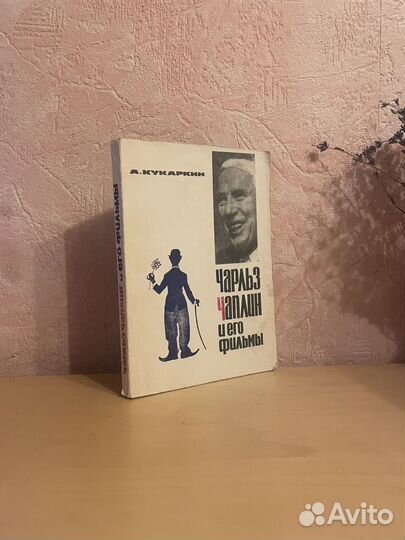 А. КУКАРКИН
ЧАРЛЬЗ
ЧАПЛИН
И ЕГО
ФИЛЬМЫ
ЧАРЛЬЗ ЧАПЛИН и ЕГО ФИЛЬМЫ
Avito